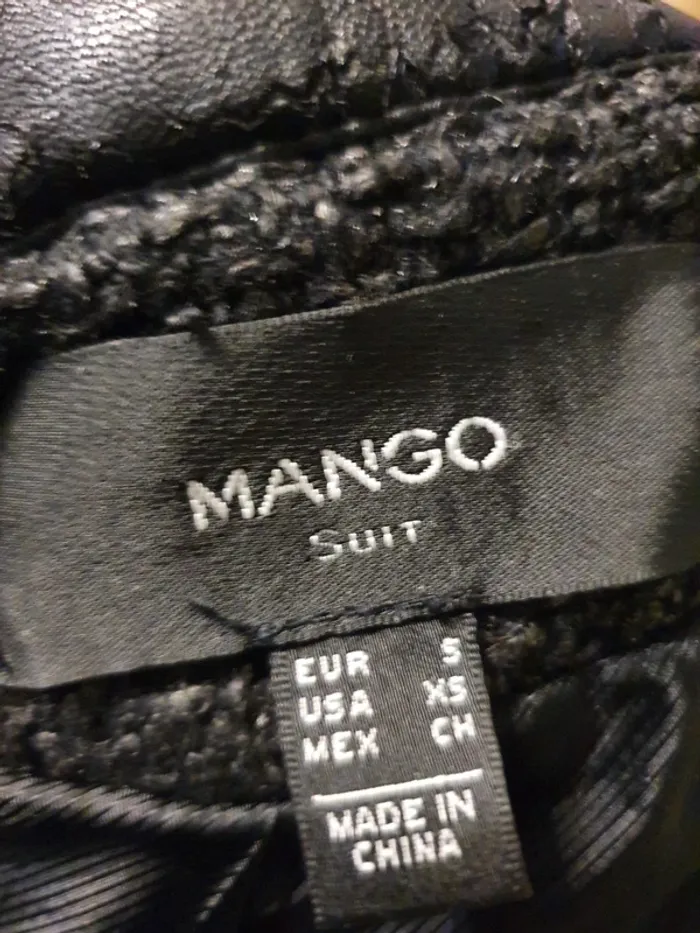 MANGO
SUIT
EUR S
USA XS
MEX CH
MADE IN
CHINA